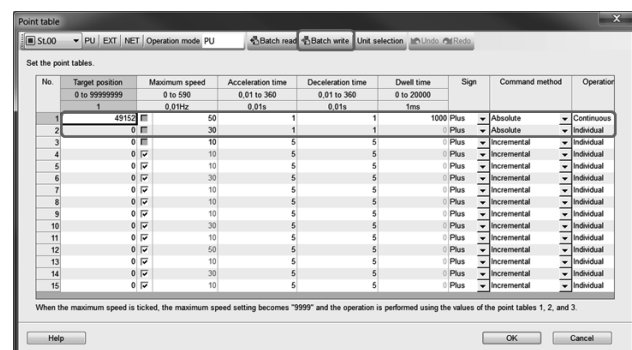 Point table
St.00 PU EXT NET Operation mode PU Batch read Batch write Unit selection Undo Redo
Set the point tables.
No. Target position Maximum speed Acceleration time Deceleration time Dwell time Sign Command method Operation
0 to 99999999 0 to 590 0,01 to 360 0,01 to 360 0 to 20000
1 0,01Hz 0,01s 0,01s 1ms
1 49152 50 1 1 1000 Plus Absolute Continuous
2 0 30 1 1 0 Plus Absolute Individual
3 0 10 5 5 0 Plus Incremental Individual
4 0 10 5 5 0 Plus Incremental Individual
5 0 10 5 5 0 Plus Incremental Individual
6 0 30 5 5 0 Plus Incremental Individual
7 0 10 5 5 0 Plus Incremental Individual
8 0 10 5 5 0 Plus Incremental Individual
9 0 10 5 5 0 Plus Incremental Individual
10 0 30 5 5 0 Plus Incremental Individual
11 0 10 5 5 0 Plus Incremental Individual
12 0 50 5 5 0 Plus Incremental Individual
13 0 10 5 5 0 Plus Incremental Individual
14 0 30 5 5 0 Plus Incremental Individual
15 0 10 5 5 0 Plus Incremental Individual
When the maximum speed is ticked, the maximum speed setting becomes "9999" and the operation is performed using the values of the point tables 1, 2, and 3.
Help OK Cancel